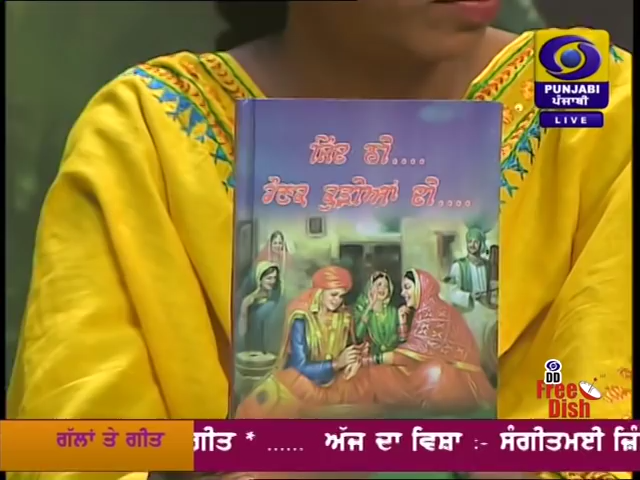 PUNJABI
ਪੰਜਾਬੀ
LIVE
ਨੀ....
ਕੁੜੀਆਂ ਦੀ....
DD
Free
Dish
ਗੱਲਾਂ ਤੇ ਗੀਤ
ਗੀਤ * ...... ਅੱਜ ਦਾ ਵਿਸ਼ਾ :- ਸੰਗੀਤਮਈ